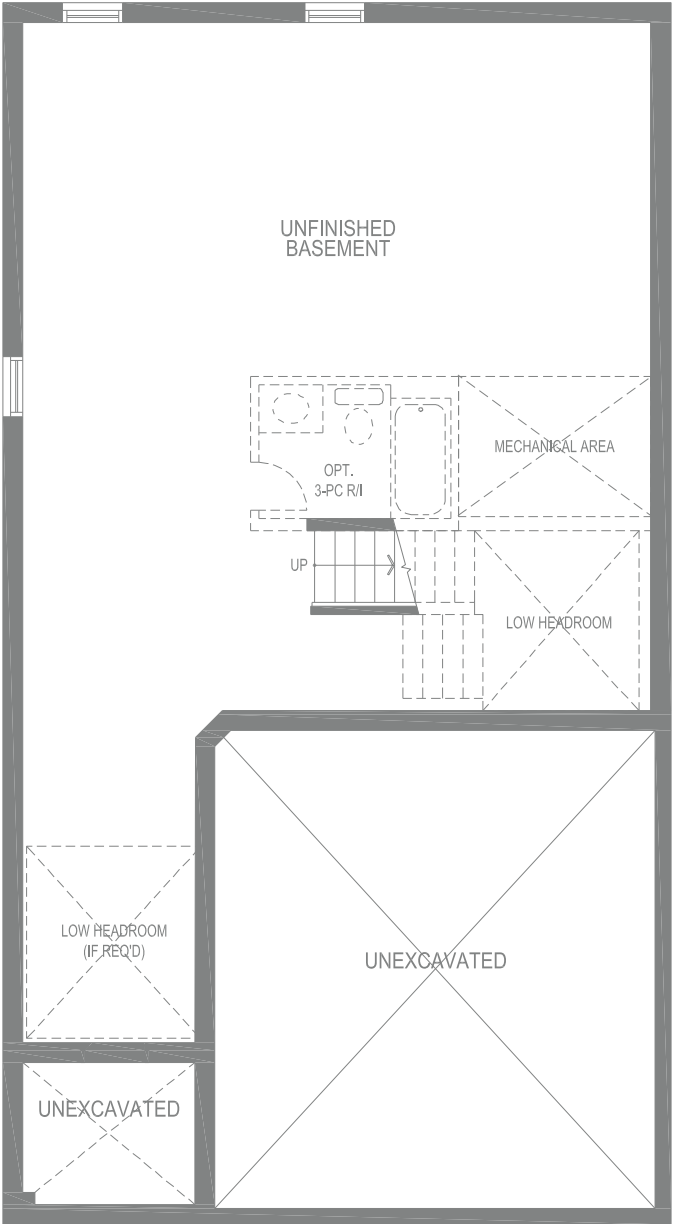 UNFINISHED
BASEMENT
MECHANICAL AREA
OPT.
3-PC R/I
UP
LOW HEADROOM
LOW HEADROOM
(IF REQ'D)
UNEXCAVATED
UNEXCAVATED